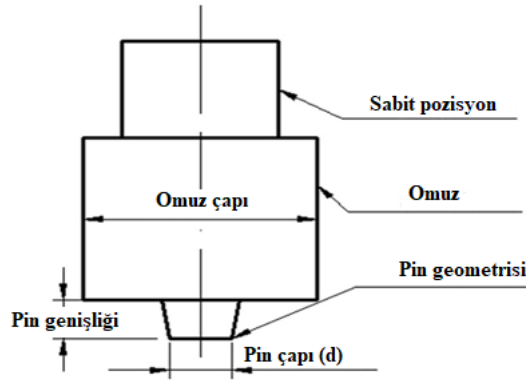 Sabit pozisyon
Omuz çapı
Omuz
Pin geometrisi
Pin genişliği
Pin çapı (d)